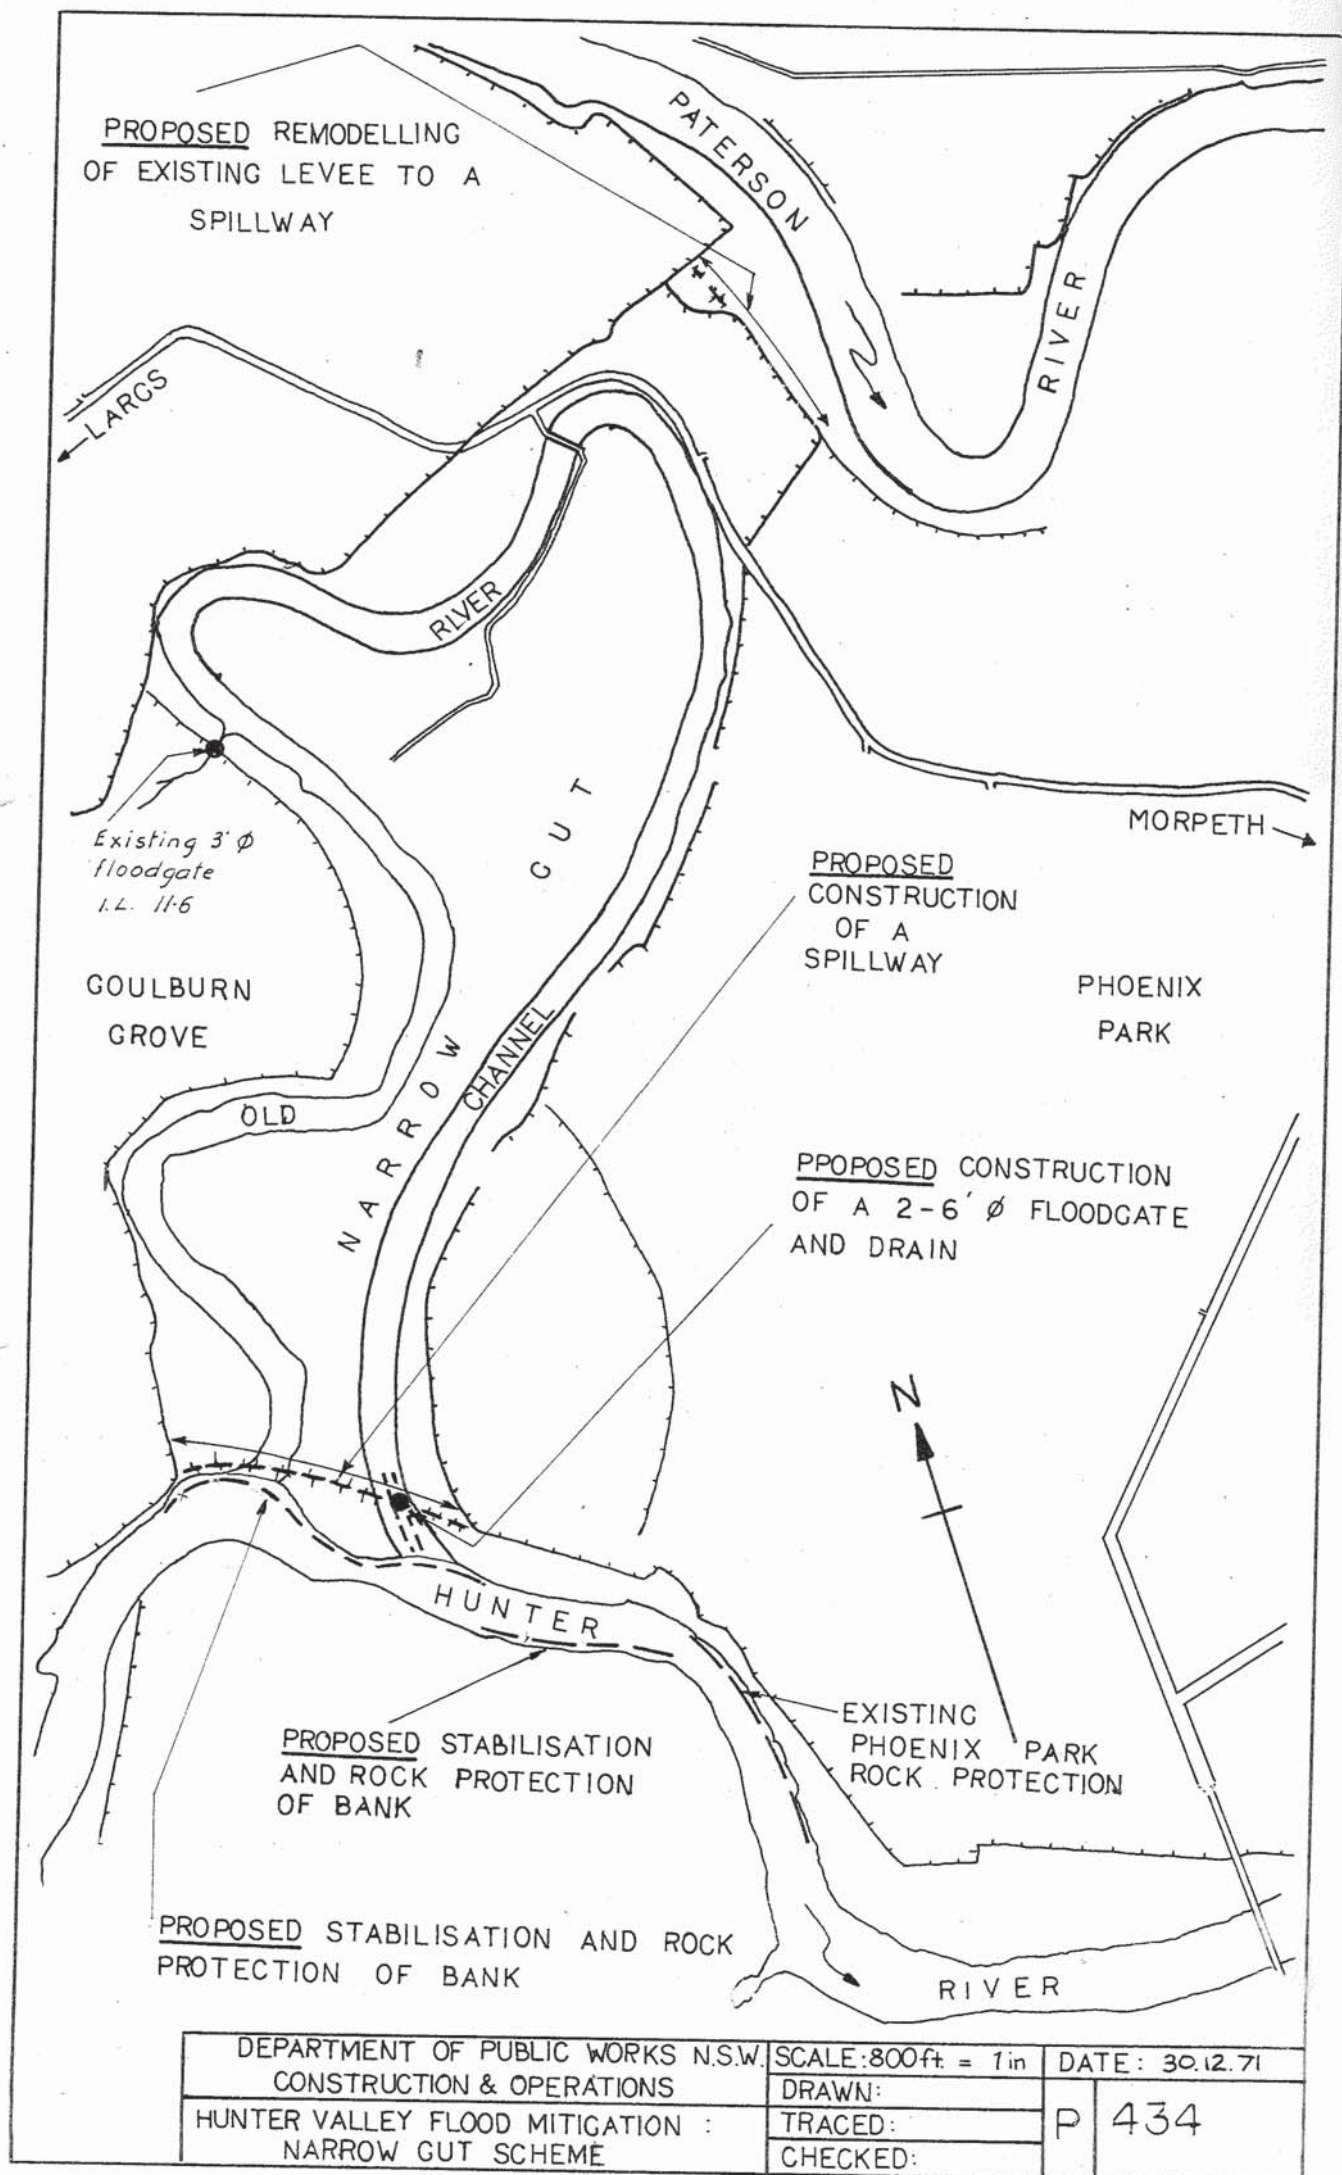 PROPOSED REMODELLING
OF EXISTING LEVEE TO A
SPILLWAY
PATERSON
RIVER
LARGS
RIVER
GUT
MORPETH
Existing 3' Ø
floodgate
I.L. 11·6
PROPOSED
CONSTRUCTION
OF A
SPILLWAY
GOULBURN
GROVE
PHOENIX
PARK
NARROW
CHANNEL
OLD
PPOPOSED CONSTRUCTION
OF A 2-6' Ø FLOODGATE
AND DRAIN
N
HUNTER
PROPOSED STABILISATION
AND ROCK PROTECTION
OF BANK
EXISTING
PHOENIX PARK
ROCK PROTECTION
PROPOSED STABILISATION AND ROCK
PROTECTION OF BANK
RIVER
DEPARTMENT OF PUBLIC WORKS N.S.W.
CONSTRUCTION & OPERATIONS
HUNTER VALLEY FLOOD MITIGATION :
NARROW GUT SCHEME
SCALE: 800ft. = 1 in
DRAWN:
TRACED:
CHECKED:
DATE: 30.12.71
P 434